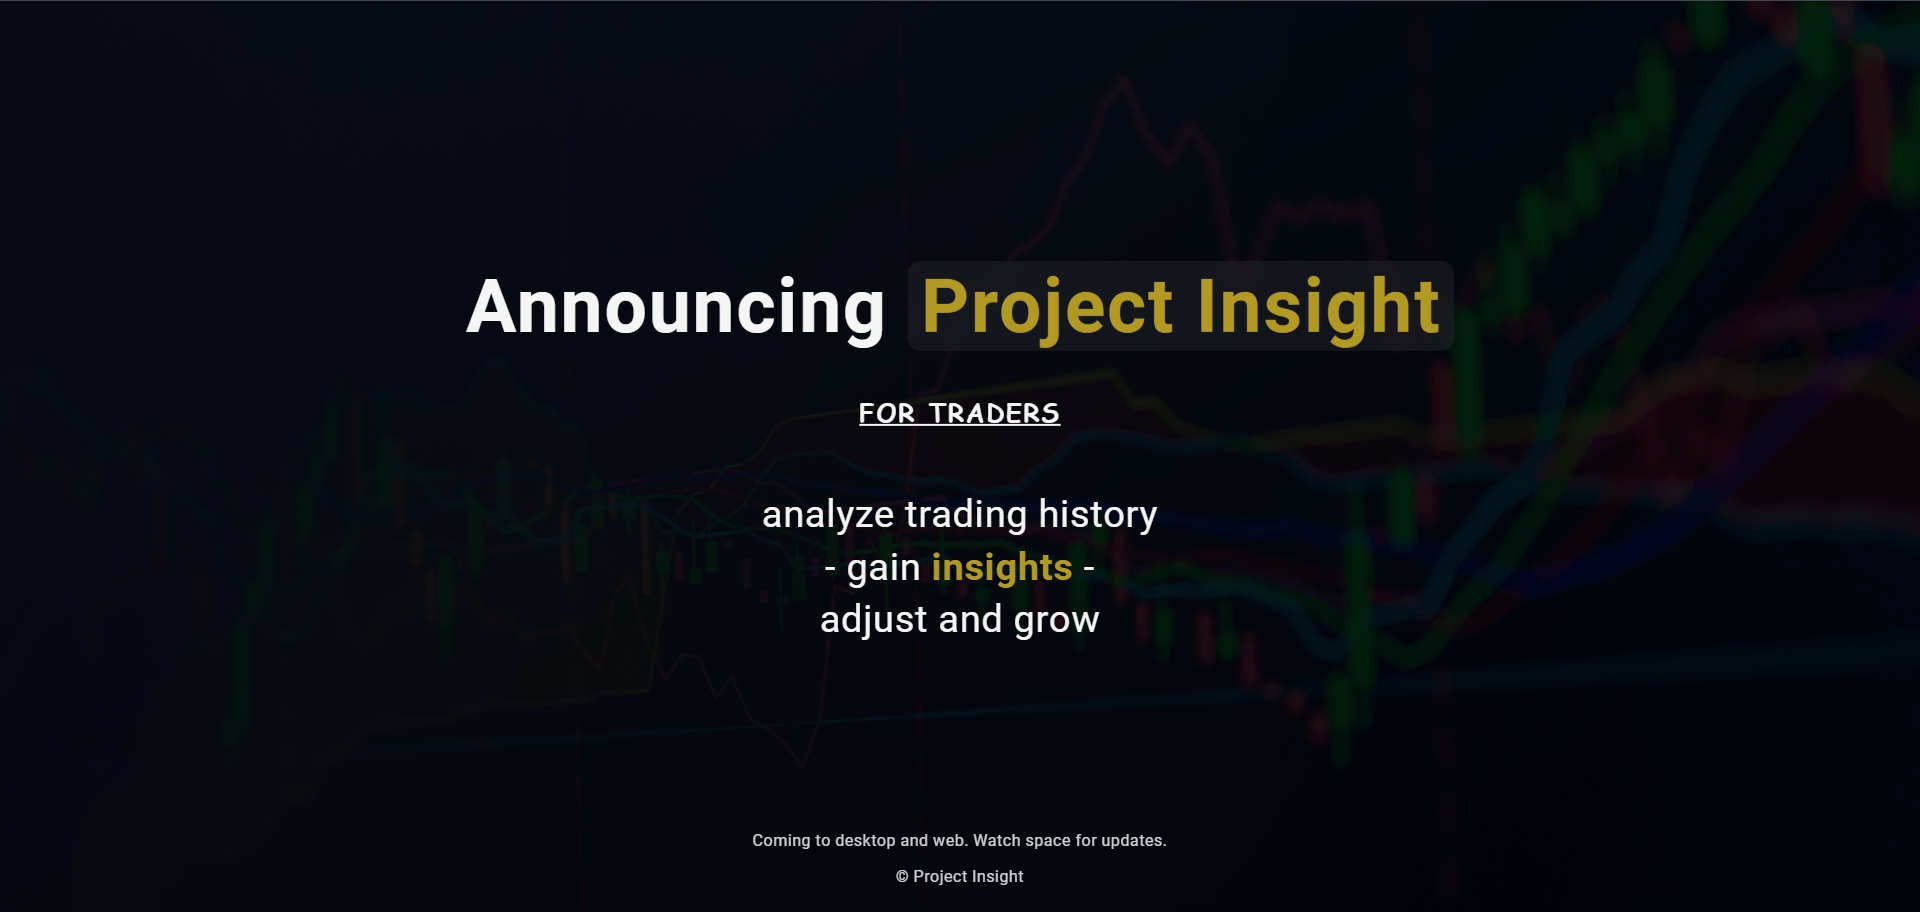 Announcing Project Insight
FOR TRADERS
analyze trading history
- gain insights -
adjust and grow
Coming to desktop and web. Watch space for updates.
© Project Insight